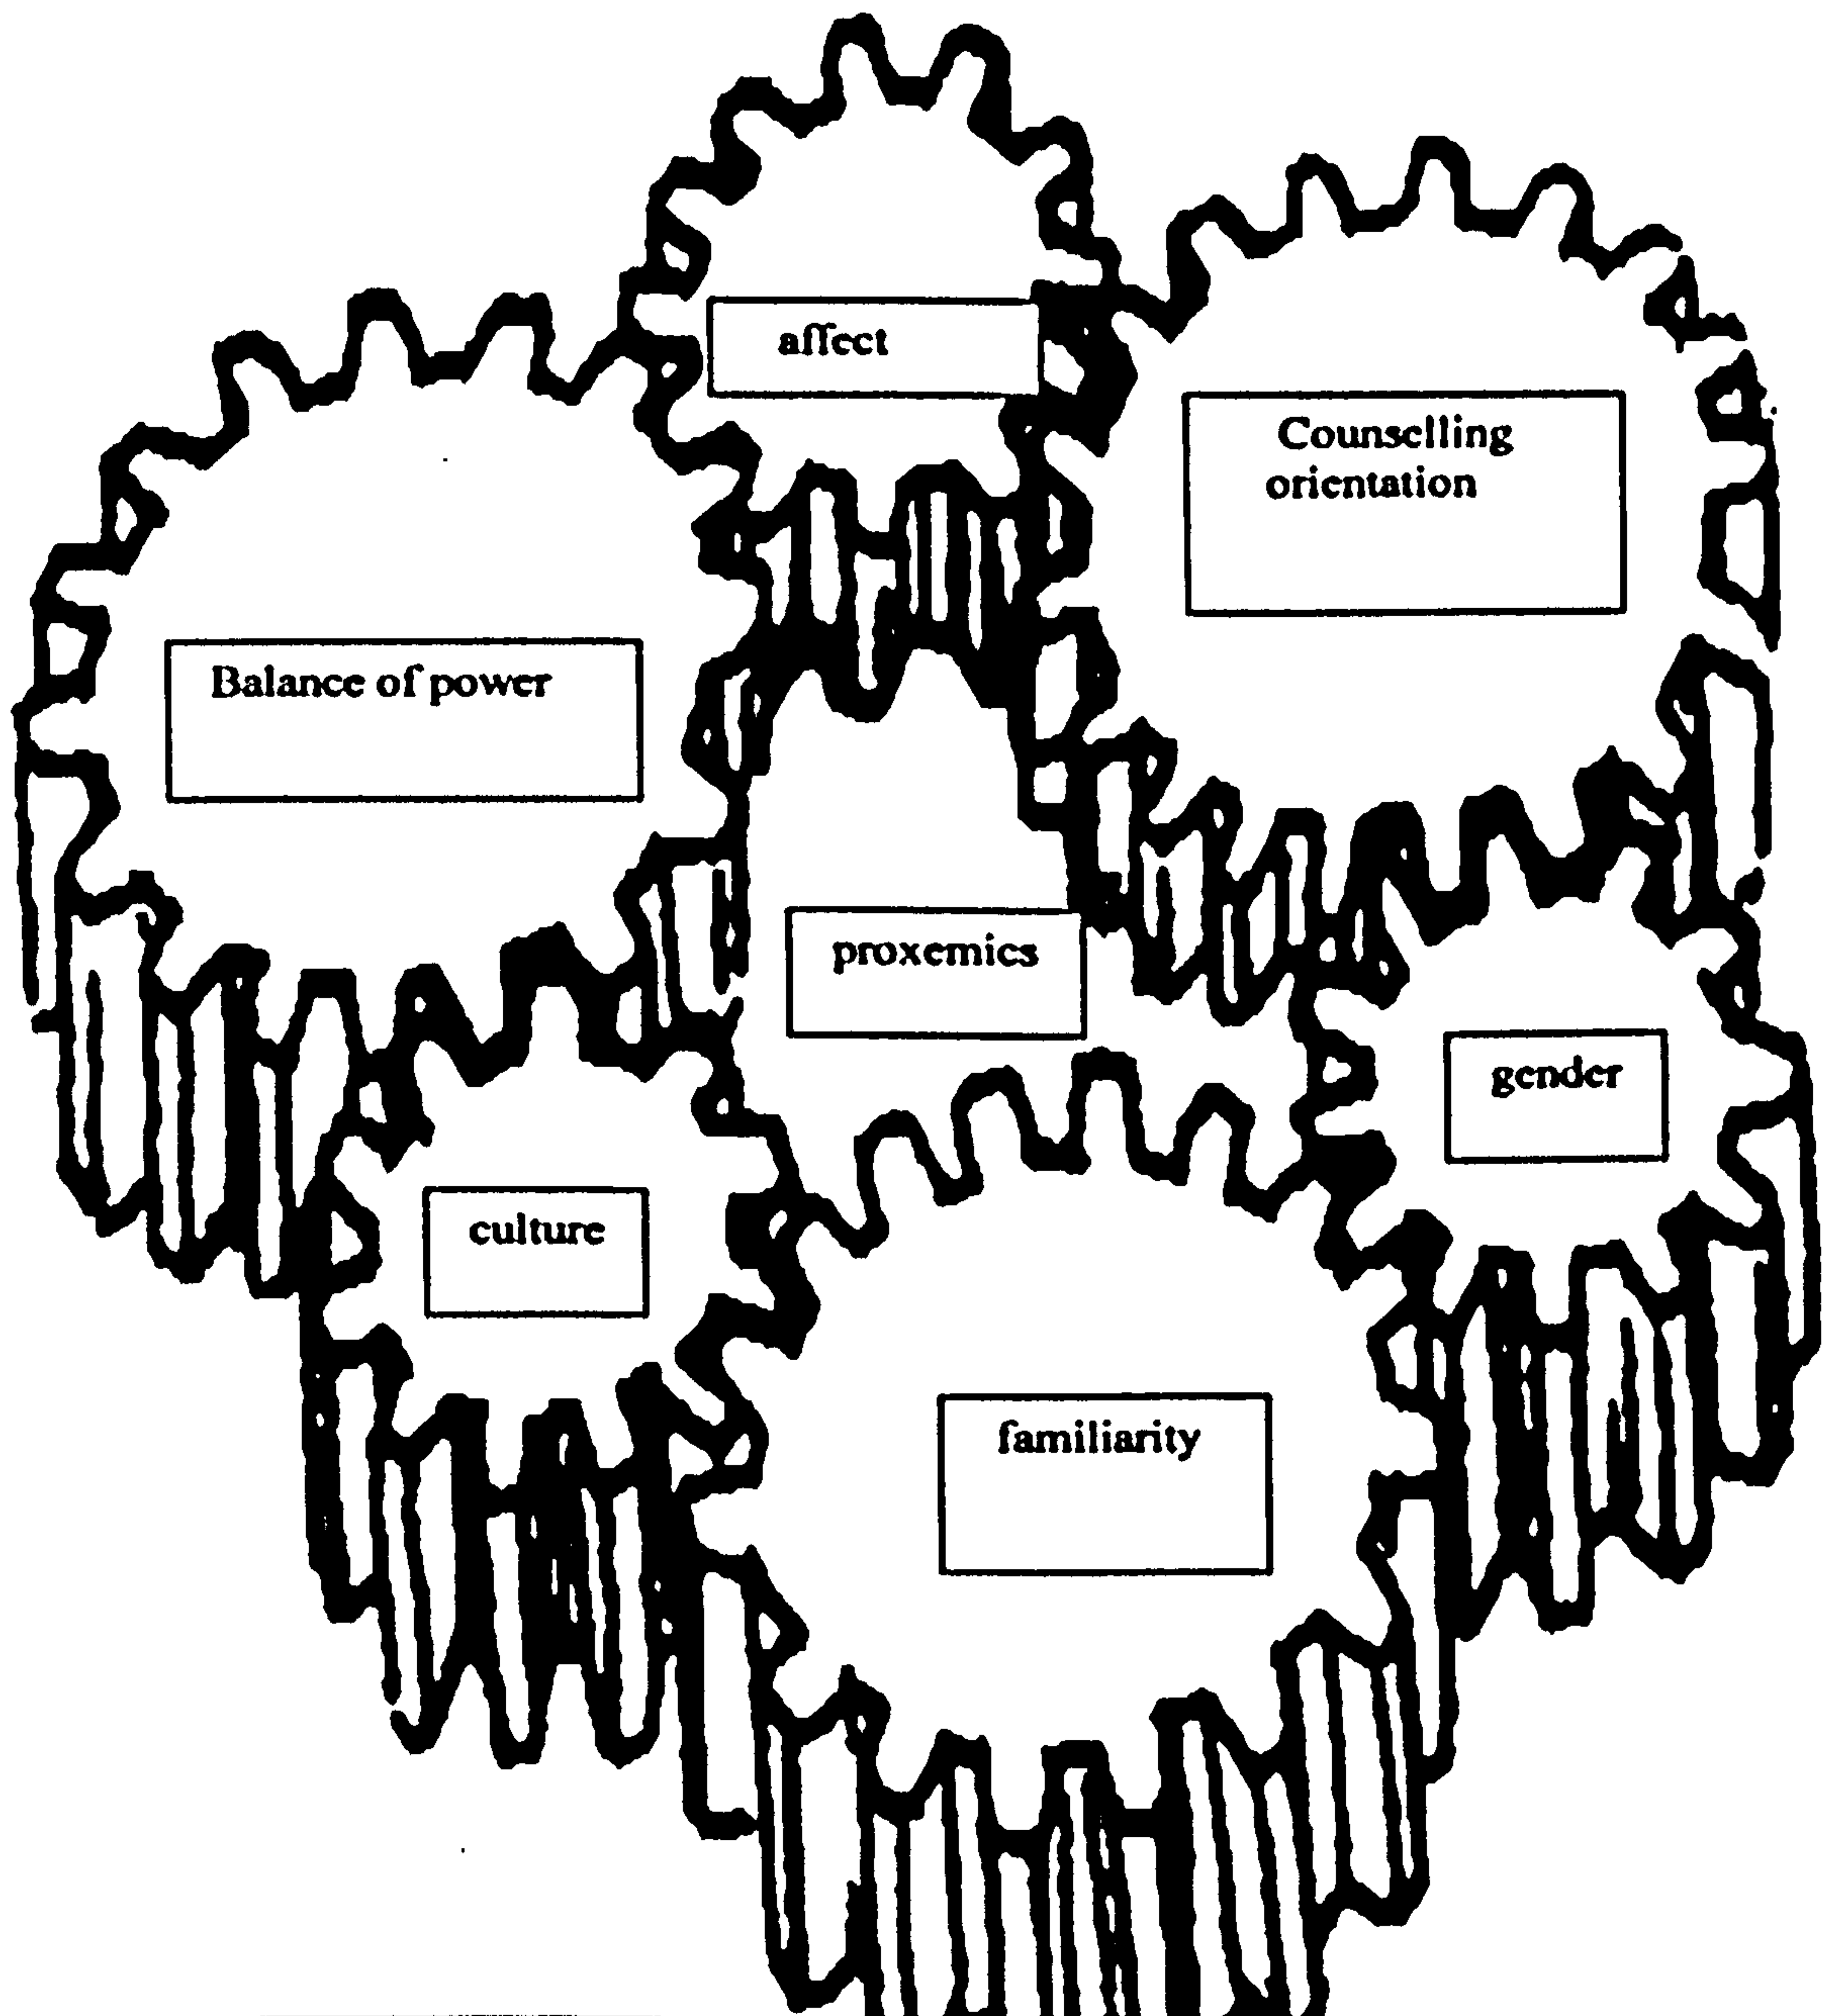 affect
Counselling
orientation
Balance of power
proxemics
gender
culture
familiarity